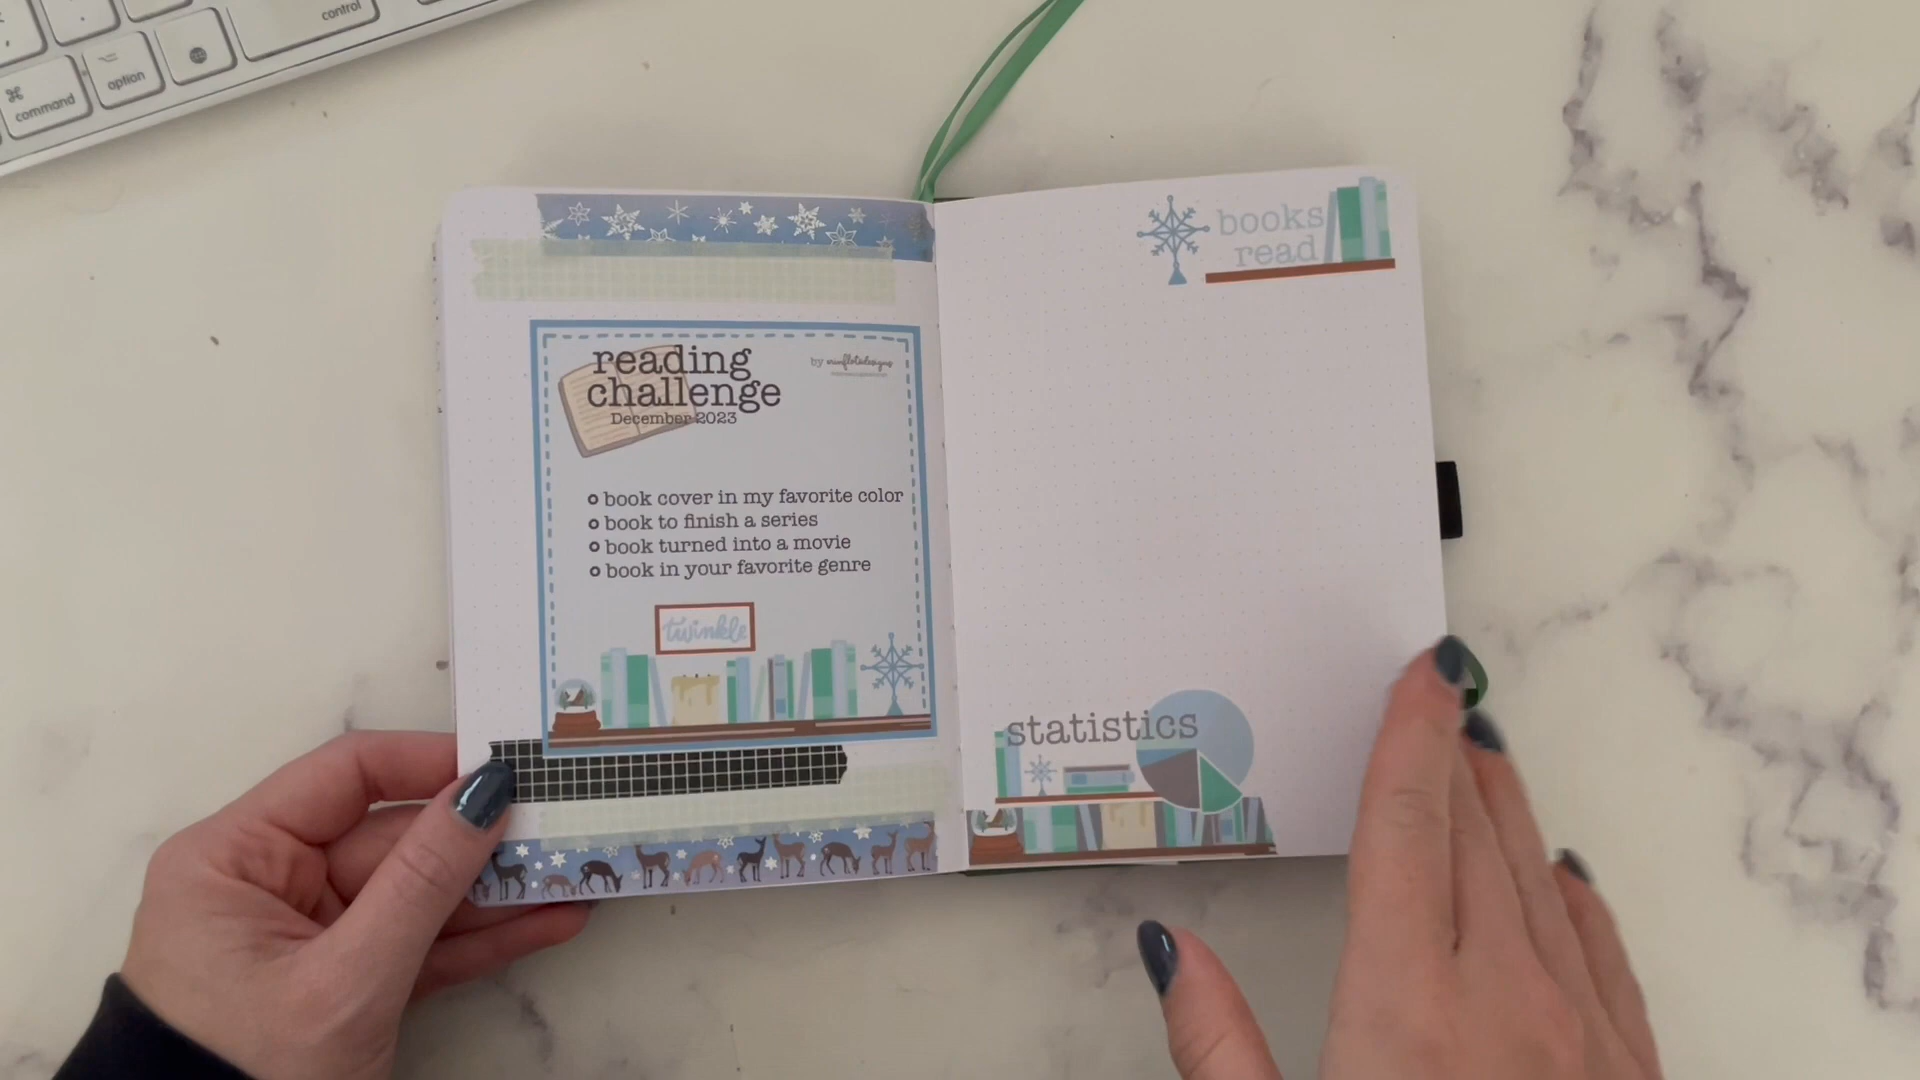 control
option
command
reading
challenge
December 2023
by
book cover in my favorite color
book to finish a series
book turned into a movie
book in your favorite genre
twinkle
books
read
statistics